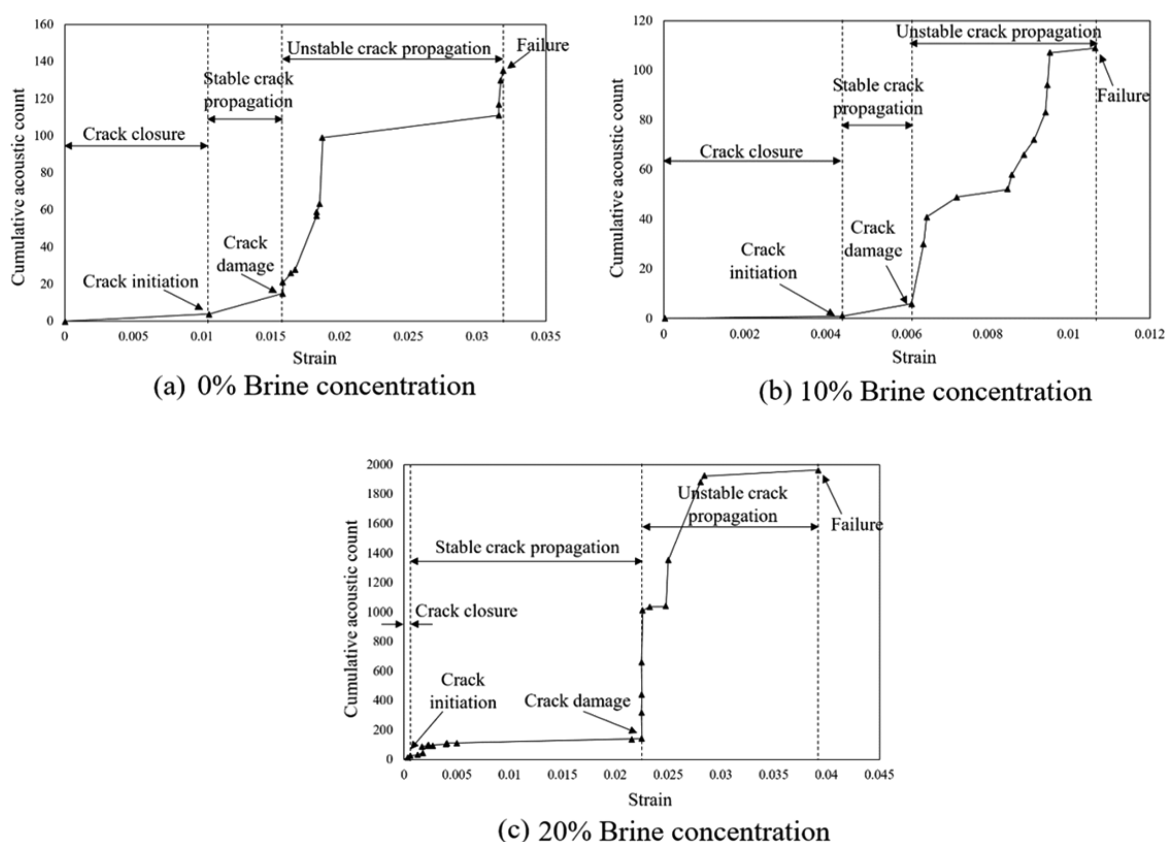 160
140
120
100
80
60
40
20
0
Cumulative acoustic count
Unstable crack propagation
Failure
Stable crack
propagation
Crack closure
Crack
damage
Crack initiation
0
0.005
0.01
0.015
0.02
0.025
0.03
0.035
Strain
(a) 0% Brine concentration
120
100
80
60
40
20
0
Cumulative acoustic count
Unstable crack propagation
Stable crack
propagation
Failure
Crack closure
Crack
damage
Crack
initiation
0
0.002
0.004
0.006
0.008
0.01
0.012
Strain
(b) 10% Brine concentration
2000
1800
1600
1400
1200
1000
800
600
400
200
0
Cumulative acoustic count
Unstable crack
propagation
Failure
Stable crack propagation
Crack closure
Crack
initiation
Crack damage
0
0.005
0.01
0.015
0.02
0.025
0.03
0.035
0.04
0.045
Strain
(c) 20% Brine concentration